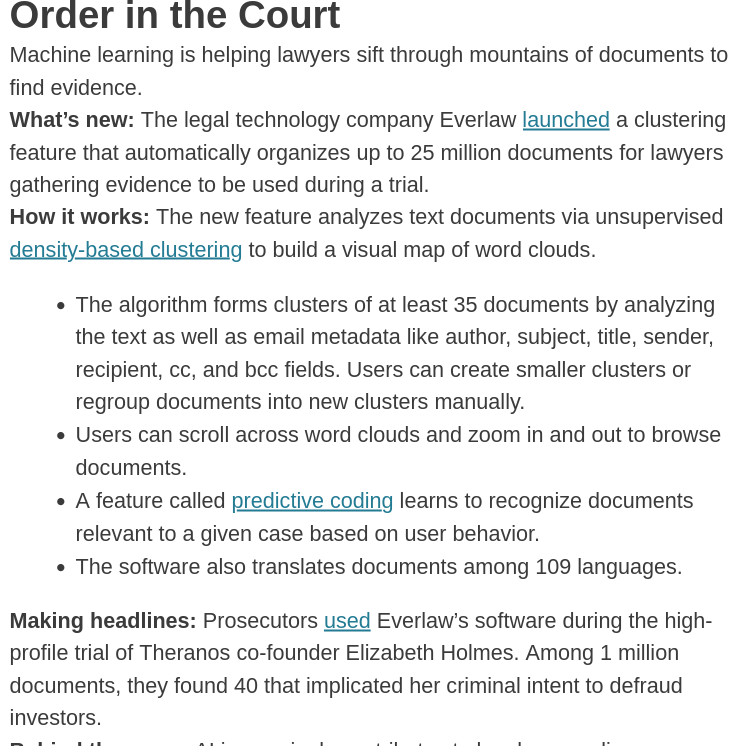 Order in the Court
Machine learning is helping lawyers sift through mountains of documents to
find evidence.
What’s new: The legal technology company Everlaw launched a clustering
feature that automatically organizes up to 25 million documents for lawyers
gathering evidence to be used during a trial.
How it works: The new feature analyzes text documents via unsupervised
density-based clustering to build a visual map of word clouds.
• The algorithm forms clusters of at least 35 documents by analyzing
the text as well as email metadata like author, subject, title, sender,
recipient, cc, and bcc fields. Users can create smaller clusters or
regroup documents into new clusters manually.
• Users can scroll across word clouds and zoom in and out to browse
documents.
• A feature called predictive coding learns to recognize documents
relevant to a given case based on user behavior.
• The software also translates documents among 109 languages.
Making headlines: Prosecutors used Everlaw’s software during the high-
profile trial of Theranos co-founder Elizabeth Holmes. Among 1 million
documents, they found 40 that implicated her criminal intent to defraud
investors.